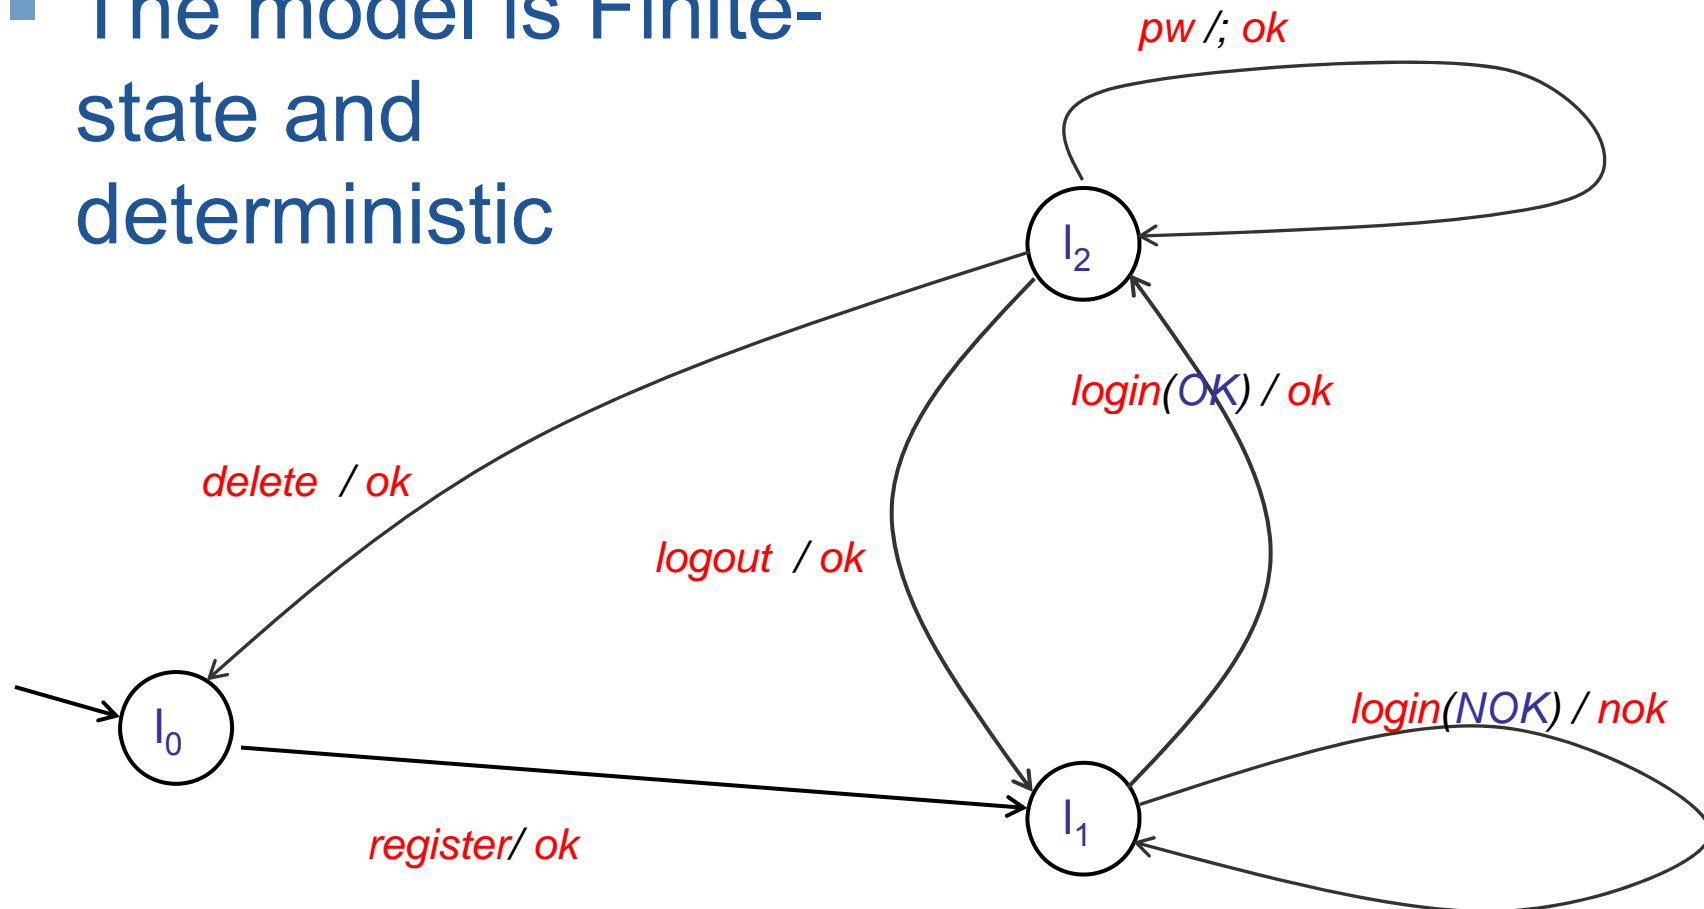 ▪ The model is Finite-
state and
deterministic
pw /; ok
l2
login(OK) / ok
delete / ok
logout / ok
login(NOK) / nok
l0
l1
register/ ok